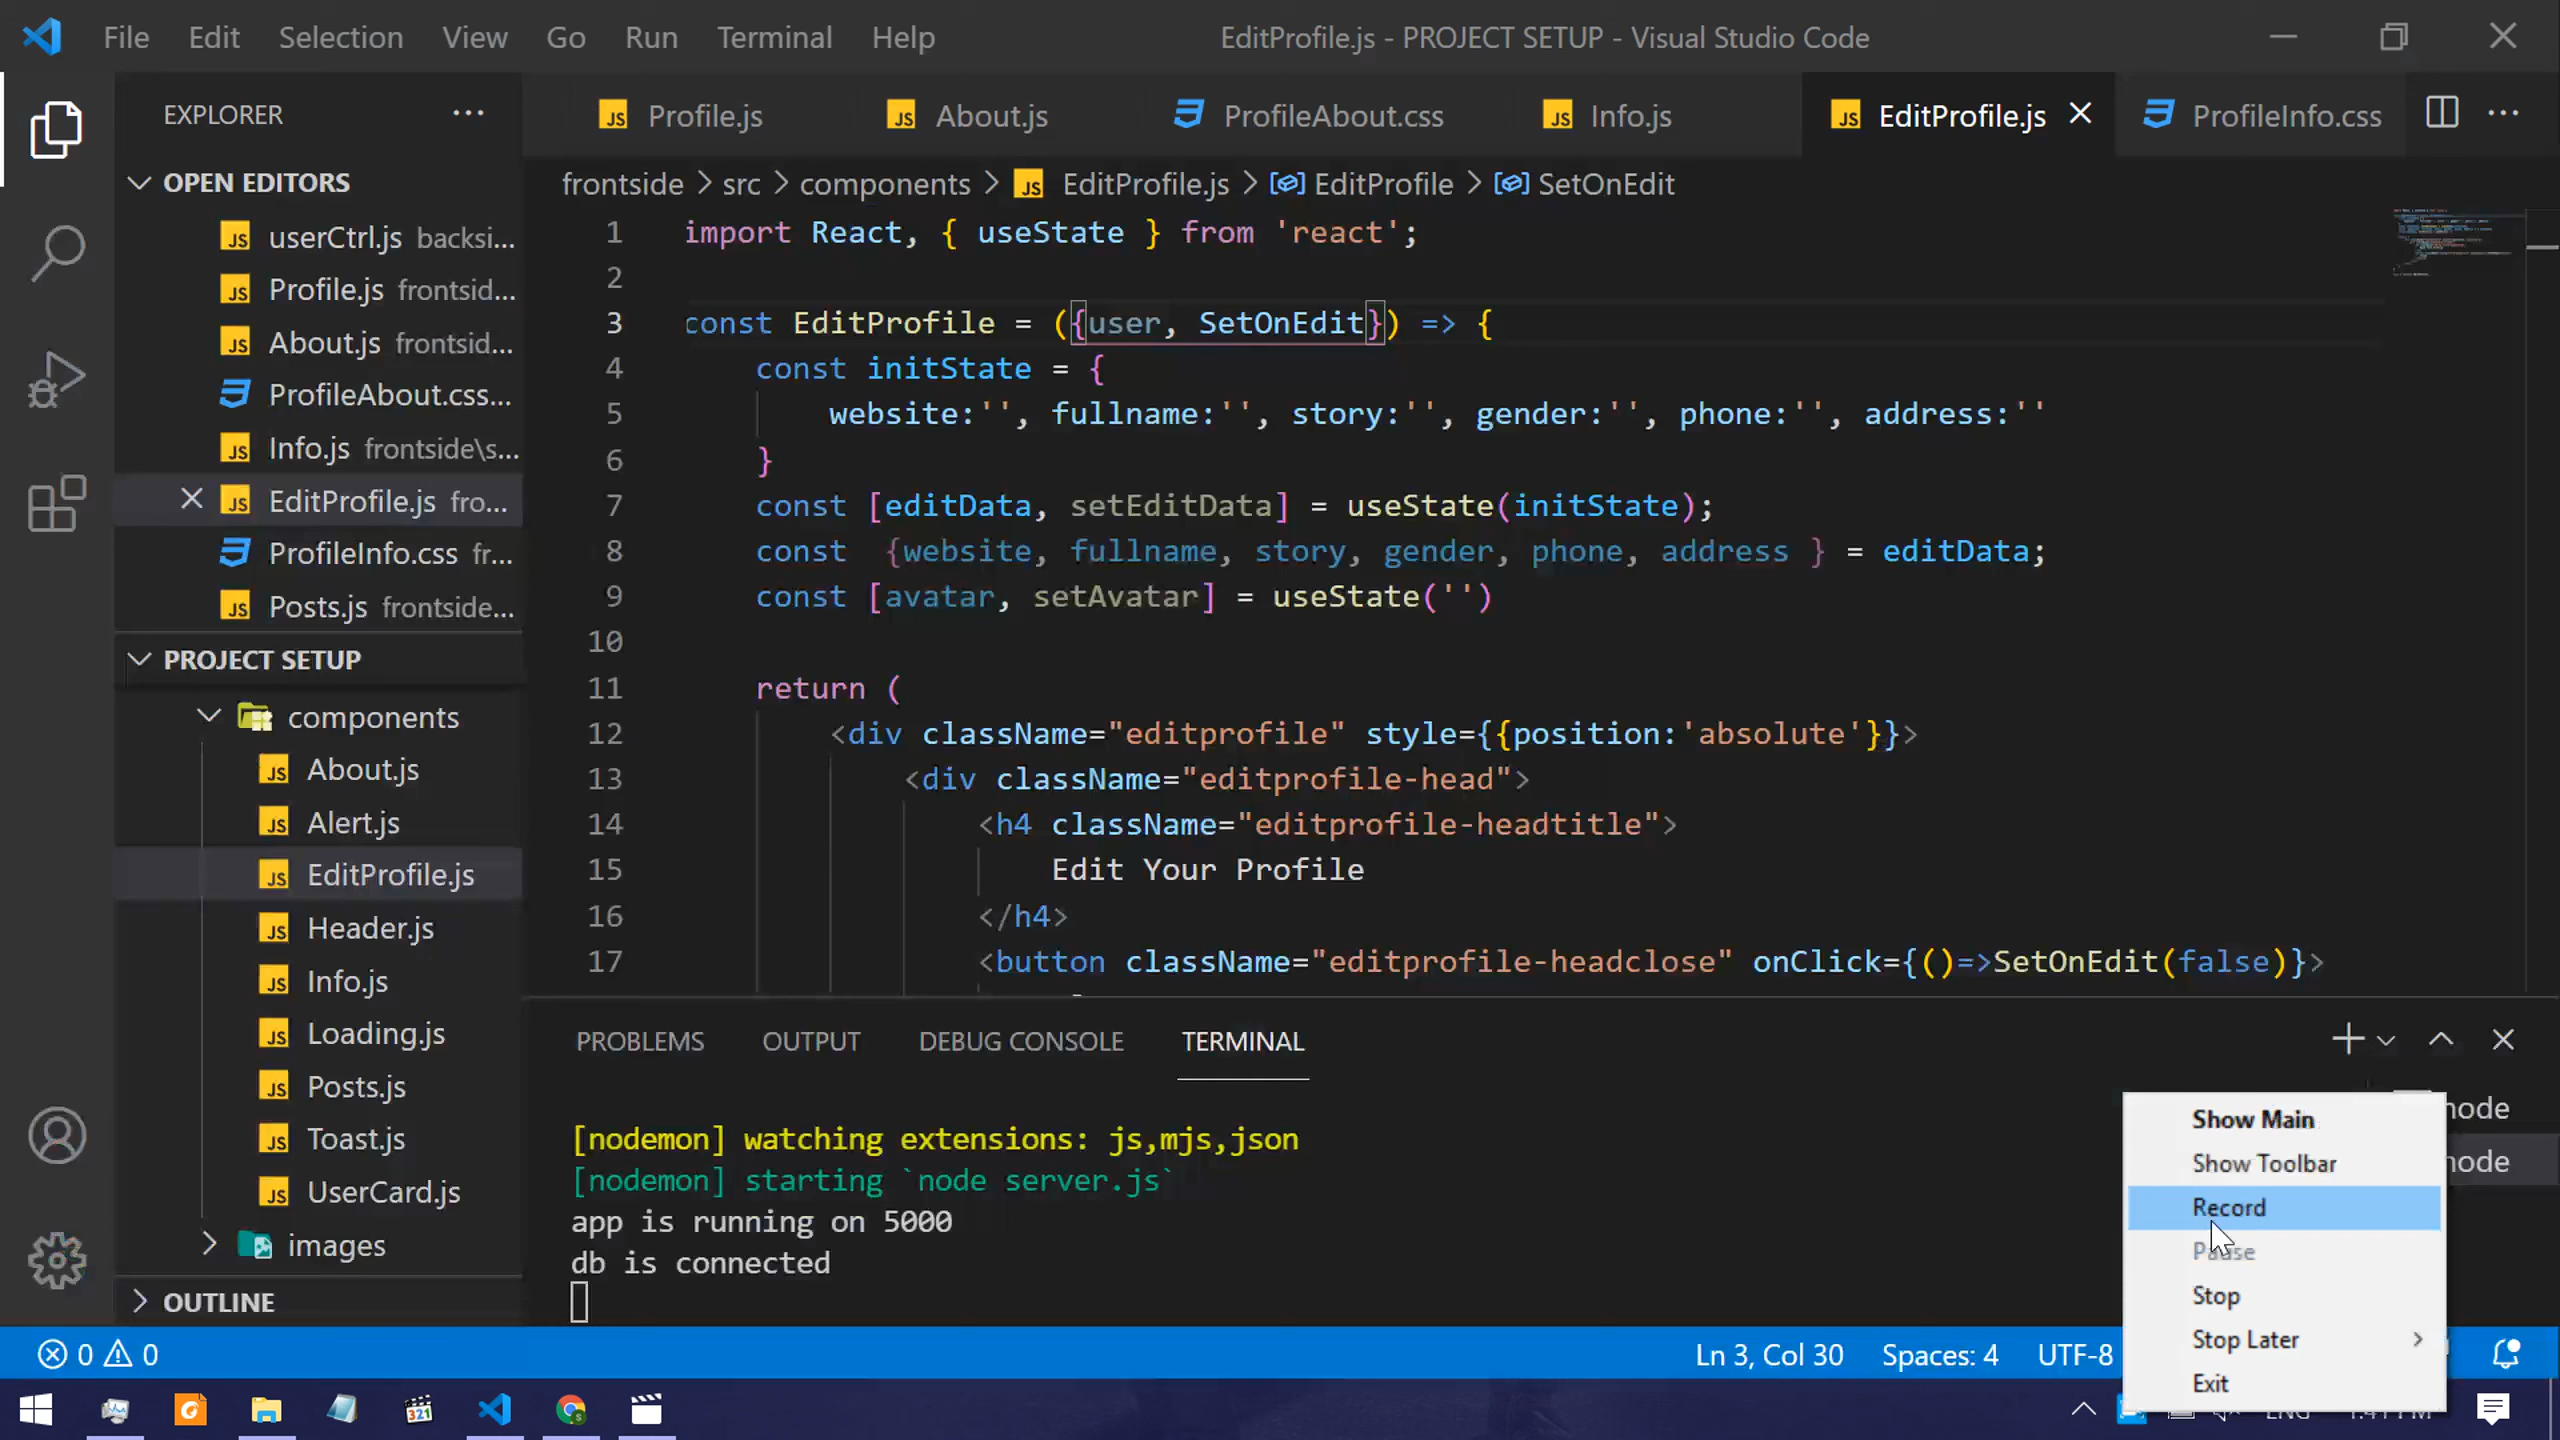 File Edit Selection View Go Run Terminal Help
EditProfile.js - PROJECT SETUP - Visual Studio Code
EXPLORER
OPEN EDITORS
userCtrl.js backsi...
Profile.js frontsid...
About.js frontsid...
ProfileAbout.css...
Info.js frontside\s...
EditProfile.js fro...
ProfileInfo.css fr...
Posts.js frontside...
PROJECT SETUP
components
About.js
Alert.js
EditProfile.js
Header.js
Info.js
Loading.js
Posts.js
Toast.js
UserCard.js
images
OUTLINE
Profile.js About.js ProfileAbout.css Info.js EditProfile.js ProfileInfo.css
frontside > src > components > EditProfile.js > EditProfile > SetOnEdit
1 import React, { useState } from 'react';
2
3 const EditProfile = ({user, SetOnEdit}) => {
4 const initState = {
5 website:'', fullname:'', story:'', gender:'', phone:'', address:''
6 }
7 const [editData, setEditData] = useState(initState);
8 const {website, fullname, story, gender, phone, address } = editData;
9 const [avatar, setAvatar] = useState('')
10
11 return (
12 <div className="editprofile" style={{position:'absolute'}}>
13 <div className="editprofile-head">
14 <h4 className="editprofile-headtitle">
15 Edit Your Profile
16 </h4>
17 <button className="editprofile-headclose" onClick={()=>SetOnEdit(false)}>
PROBLEMS OUTPUT DEBUG CONSOLE TERMINAL
[nodemon] watching extensions: js,mjs,json
[nodemon] starting `node server.js`
app is running on 5000
db is connected
node
node
Show Main
Show Toolbar
Record
Pause
Stop
Stop Later
Exit
0 0
Ln 3, Col 30 Spaces: 4 UTF-8
321
ENG 1:41 PM